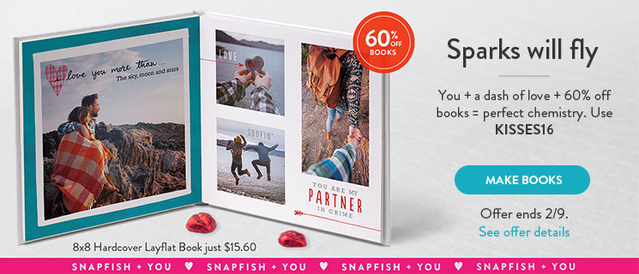 I love you more than...
The sky, moon and stars
LOVE
GOOFIN'
YOU ARE MY
PARTNER
IN CRIME
60%
OFF
BOOKS
Sparks will fly
You + a dash of love + 60% off
books = perfect chemistry. Use
KISSES16
MAKE BOOKS
Offer ends 2/9.
See offer details
8x8 Hardcover Layflat Book just $15.60
SNAPFISH + YOU ♥ SNAPFISH + YOU ♥ SNAPFISH + YOU ♥ SNAPFISH + YOU ♥ SNAPFISH + YOU